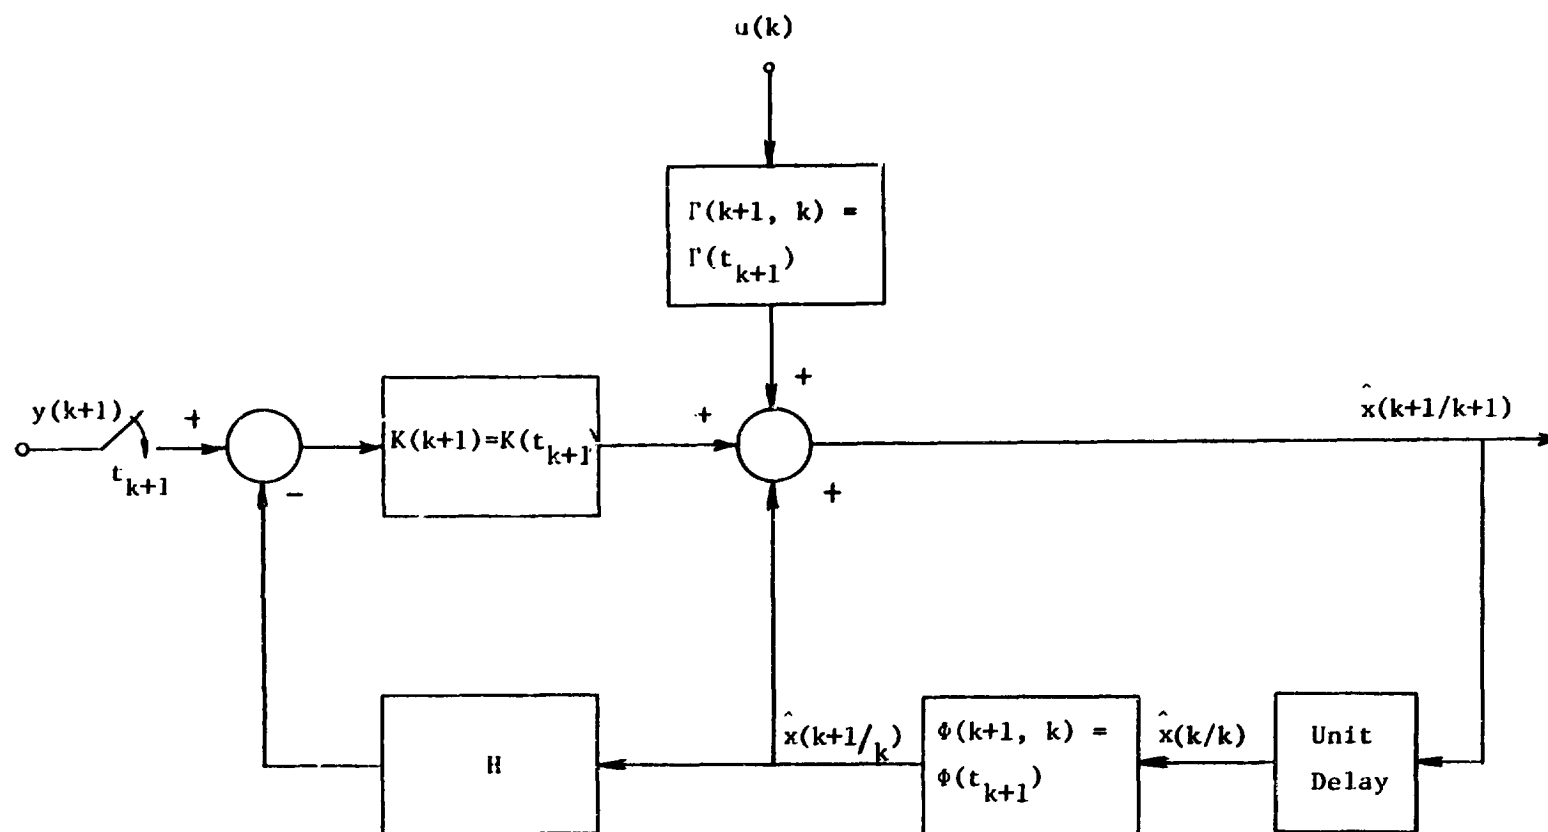 u(k)
Γ(k+1, k) =
Γ(t_{k+1})
+
+
+
y(k+1)
+
t_{k+1}
-
K(k+1)=K(t_{k+1})
x̂(k+1/k+1)
H
x̂(k+1/k)
Φ(k+1, k) =
Φ(t_{k+1})
x̂(k/k)
Unit
Delay